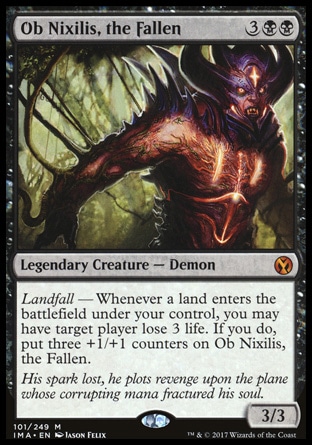 Ob Nixilis, the Fallen 3
Legendary Creature — Demon
Landfall — Whenever a land enters the
battlefield under your control, you may
have target player lose 3 life. If you do,
put three +1/+1 counters on Ob Nixilis,
the Fallen.
His spark lost, he plots revenge upon the plane
whose corrupting mana fractured his soul.
3/3
101/249 M
IMA • EN Jason Felix
™ & © 2017 Wizards of the Coast